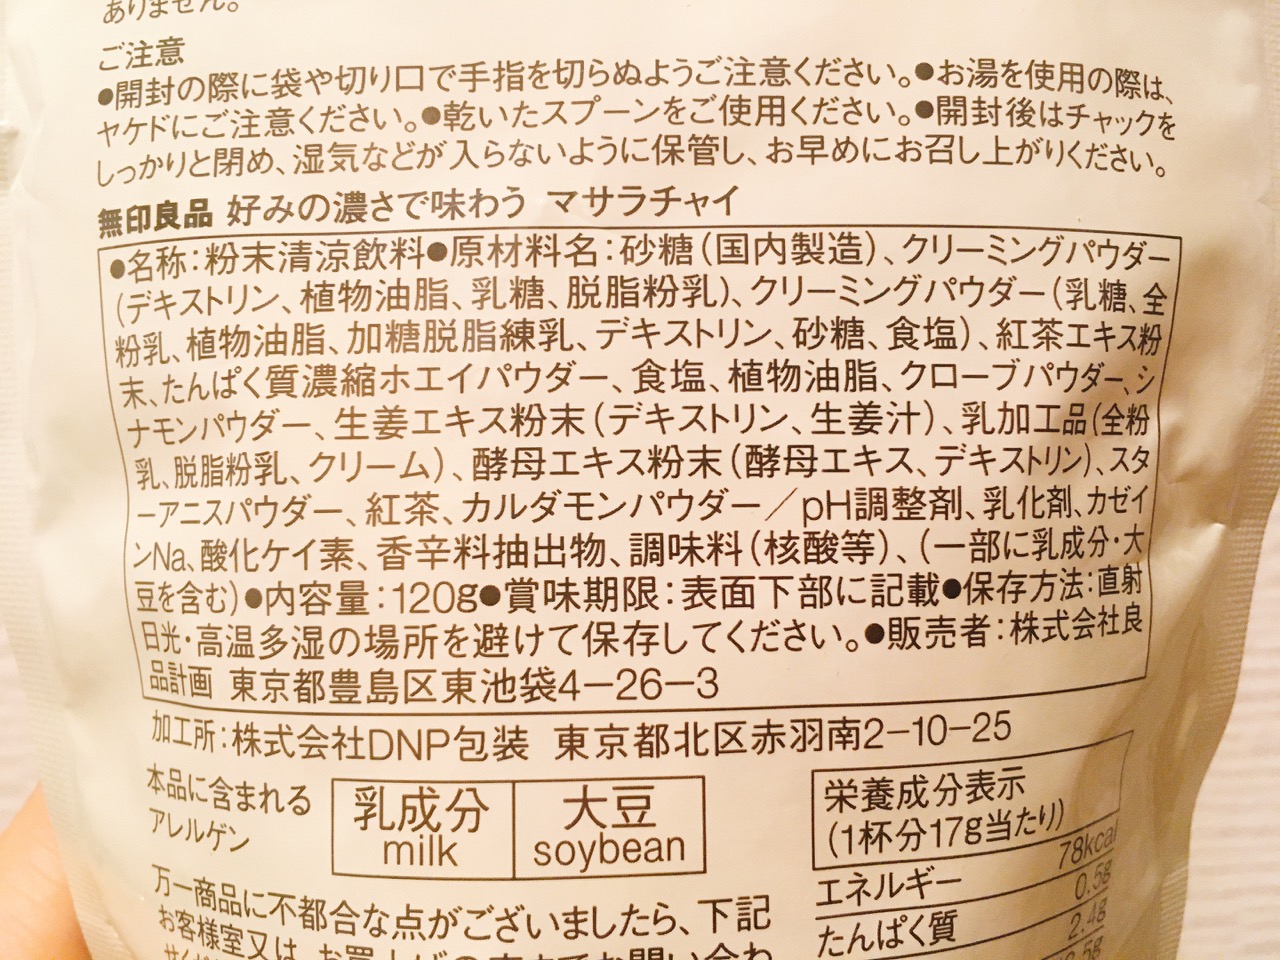 ありません。
ご注意
●開封の際に袋や切り口で手指を切らぬようご注意ください。●お湯を使用の際は、
ヤケドにご注意ください。●乾いたスプーンをご使用ください。●開封後はチャックを
しっかりと閉め、湿気などが入らないように保管し、お早めにお召し上がりください。
無印良品 好みの濃さで味わう マサラチャイ
●名称：粉末清涼飲料●原材料名：砂糖（国内製造）、クリーミングパウダー
（デキストリン、植物油脂、乳糖、脱脂粉乳）、クリーミングパウダー（乳糖、全
粉乳、植物油脂、加糖脱脂練乳、デキストリン、砂糖、食塩）、紅茶エキス粉
末、たんぱく質濃縮ホエイパウダー、食塩、植物油脂、クローブパウダー、シ
ナモンパウダー、生姜エキス粉末（デキストリン、生姜汁）、乳加工品（全粉
乳、脱脂粉乳、クリーム）、酵母エキス粉末（酵母エキス、デキストリン）、スタ
ーアニスパウダー、紅茶、カルダモンパウダー／pH調整剤、乳化剤、カゼイ
ンNa、酸化ケイ素、香辛料抽出物、調味料（核酸等）、（一部に乳成分・大
豆を含む）●内容量：120g●賞味期限：表面下部に記載●保存方法：直射
日光・高温多湿の場所を避けて保存してください。●販売者：株式会社良
品計画 東京都豊島区東池袋4－26－3
加工所：株式会社DNP包装 東京都北区赤羽南2－10－25
本品に含まれる
アレルゲン
乳成分
milk
大豆
soybean
栄養成分表示
（1杯分17g当たり）
エネルギー 78kcal
たんぱく質 0.5g
2.4g
万一商品に不都合な点がございましたら、下記
お客様室又は、お買上げの